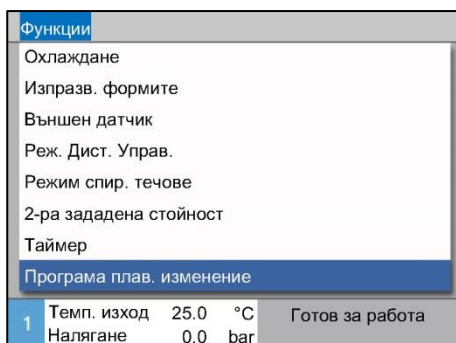 Функции
Охлаждане
Изпразв. формите
Външен датчик
Реж. Дист. Управ.
Режим спир. течове
2-ра зададена стойност
Таймер
Програма плав. изменение
1 Темп. изход 25.0 °C Готов за работа
Налягане 0.0 bar